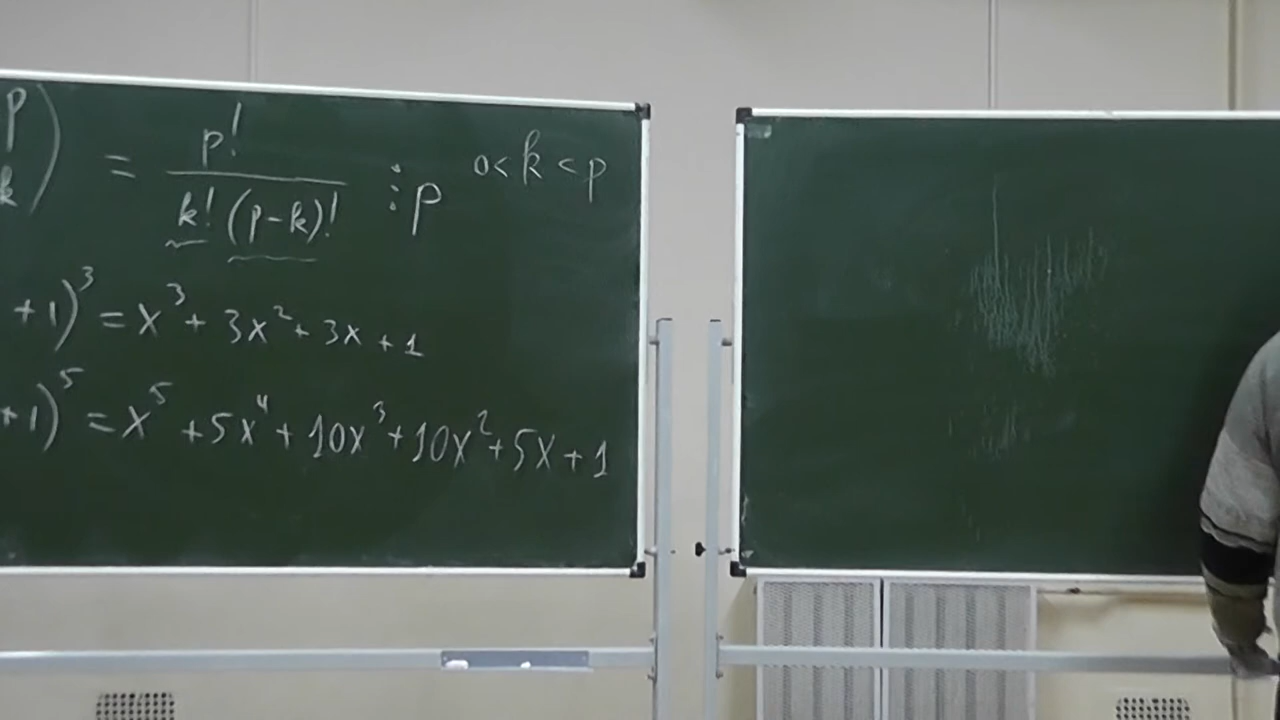 p
k ) = p! / k! (p-k)! ⋮ p 0 < k < p
+1)³ = x³ + 3x² + 3x + 1
+1)⁵ = x⁵ + 5x⁴ + 10x³ + 10x² + 5x + 1